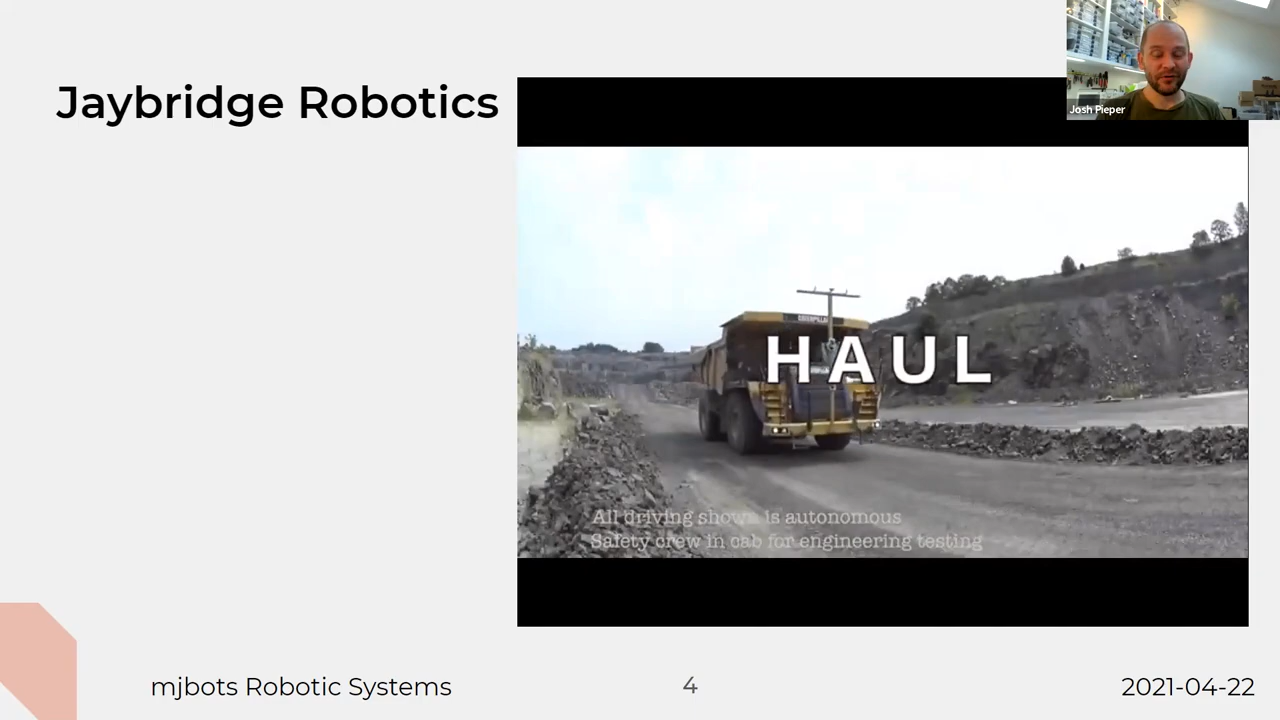 Jaybridge Robotics
Josh Pieper
CATERPILLAR
HAUL
All driving shown is autonomous
Safety crew in cab for engineering testing
mjbots Robotic Systems
4
2021-04-22